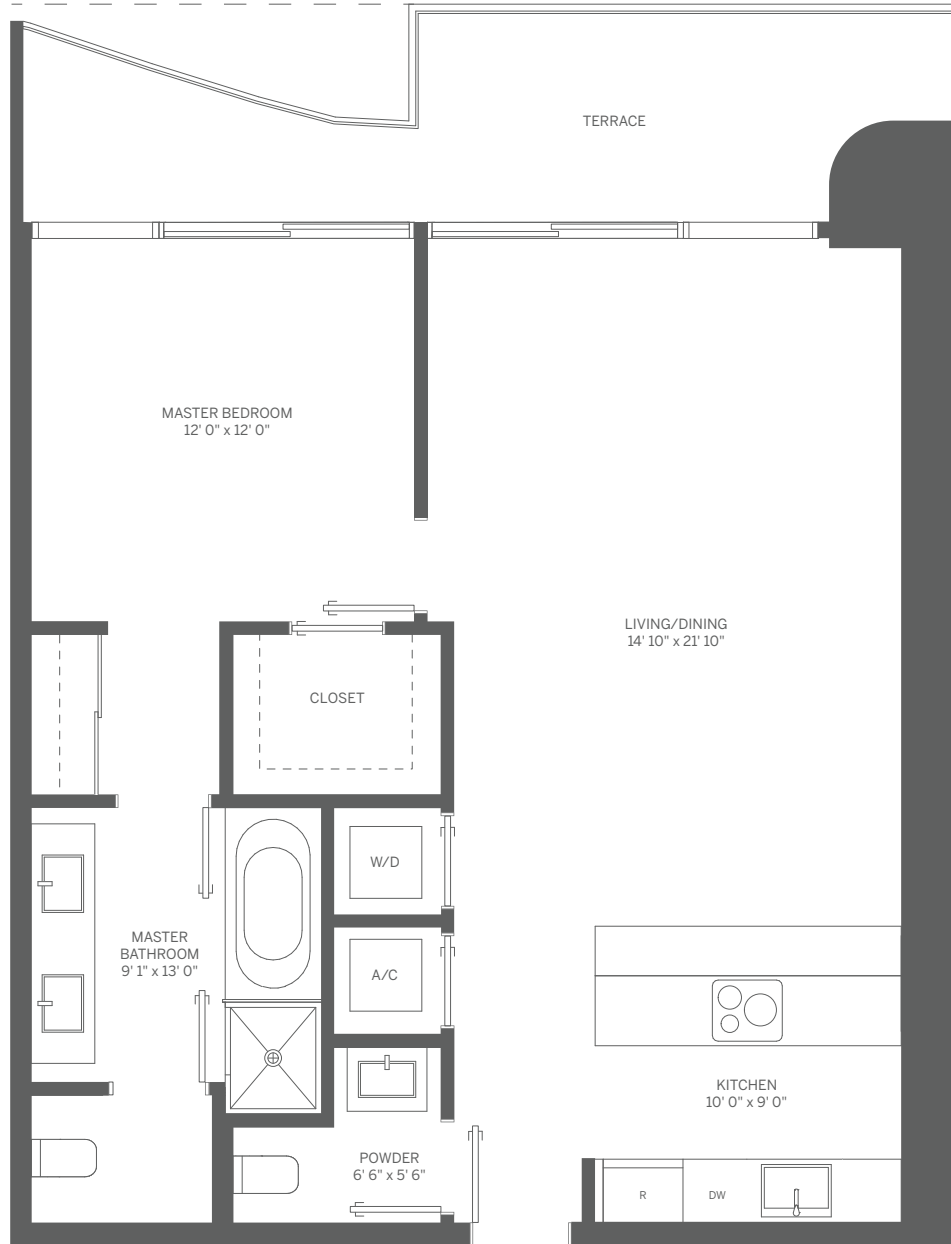 TERRACE
MASTER BEDROOM
12' 0" x 12' 0"
LIVING/DINING
14' 10" x 21' 10"
CLOSET
W/D
MASTER
BATHROOM
9' 1" x 13' 0"
A/C
KITCHEN
10' 0" x 9' 0"
POWDER
6' 6" x 5' 6"
R
DW